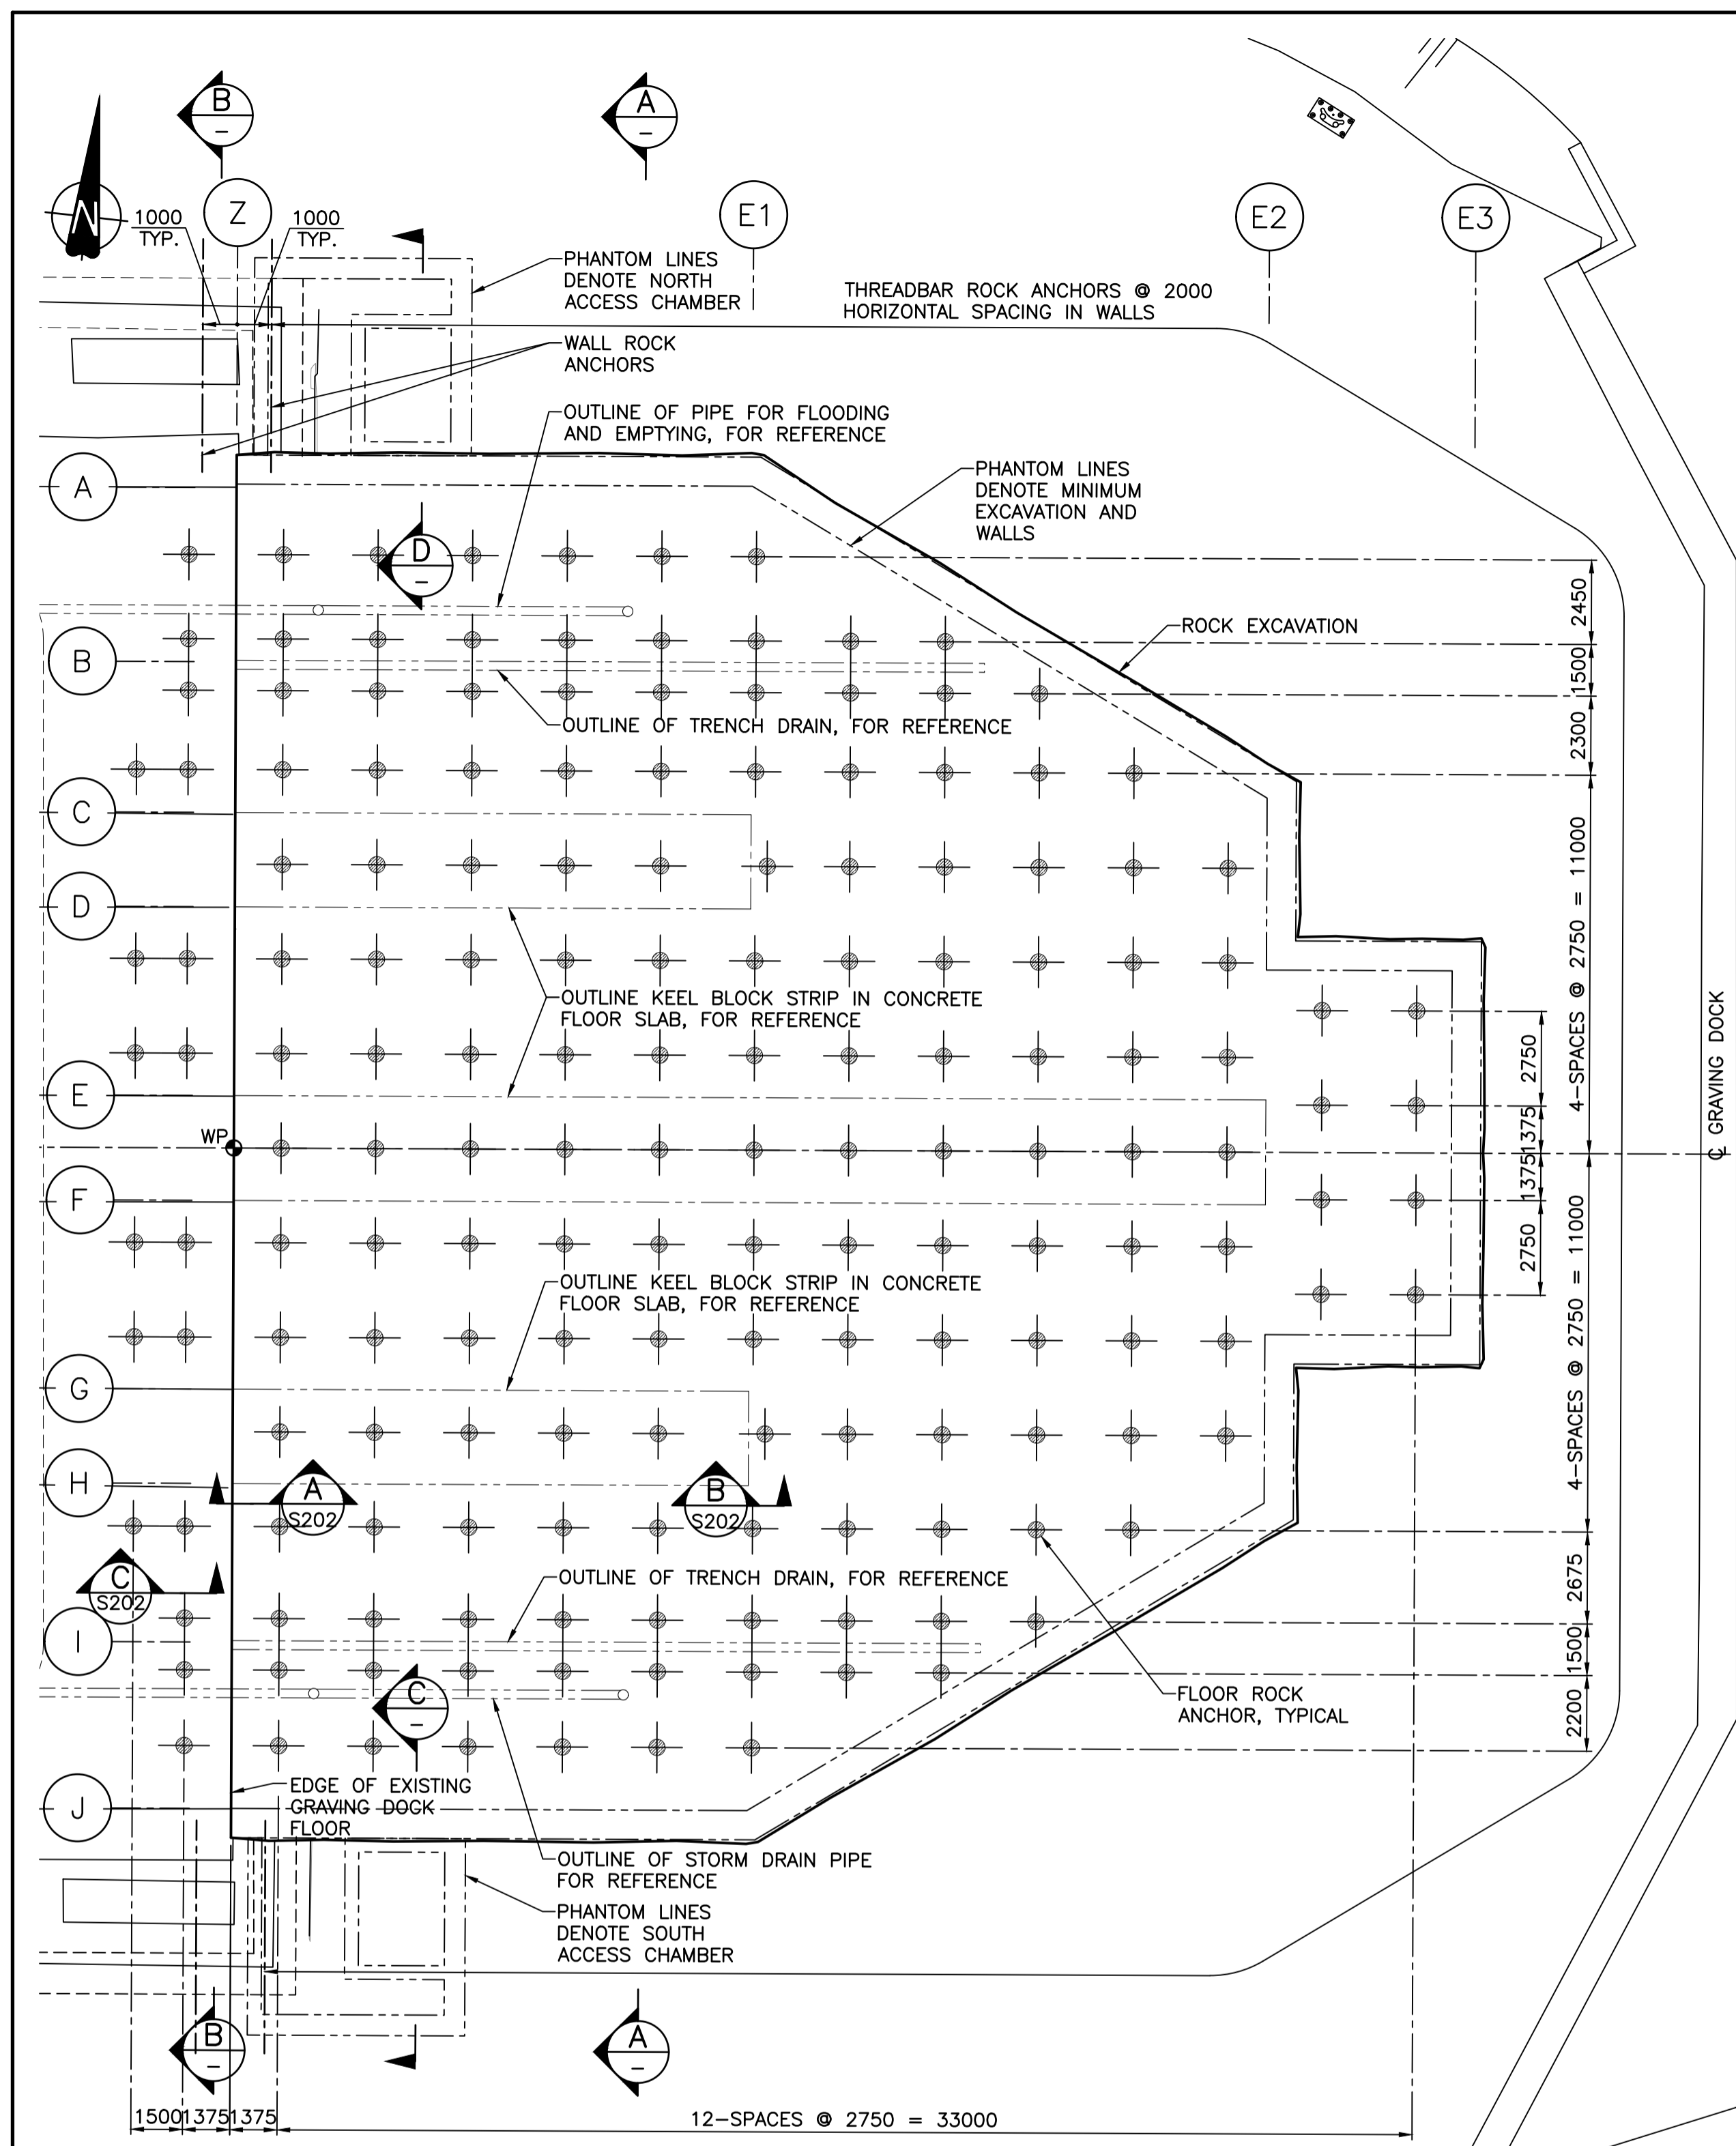 B
–
A
–
N
1000
TYP.
Z
1000
TYP.
E1
E2
E3
PHANTOM LINES
DENOTE NORTH
ACCESS CHAMBER
THREADBAR ROCK ANCHORS @ 2000
HORIZONTAL SPACING IN WALLS
WALL ROCK
ANCHORS
OUTLINE OF PIPE FOR FLOODING
AND EMPTYING, FOR REFERENCE
PHANTOM LINES
DENOTE MINIMUM
EXCAVATION AND
WALLS
A
D
–
2450
B
ROCK EXCAVATION
1500
OUTLINE OF TRENCH DRAIN, FOR REFERENCE
2300
C
4-SPACES @ 2750 = 11000
D
OUTLINE KEEL BLOCK STRIP IN CONCRETE
FLOOR SLAB, FOR REFERENCE
2750
℄ GRAVING DOCK
E
1375
WP
1375
F
2750
4-SPACES @ 2750 = 11000
OUTLINE KEEL BLOCK STRIP IN CONCRETE
FLOOR SLAB, FOR REFERENCE
G
H
A
S202
B
S202
C
S202
OUTLINE OF TRENCH DRAIN, FOR REFERENCE
2675
I
1500
C
–
FLOOR ROCK
ANCHOR, TYPICAL
2200
J
EDGE OF EXISTING
GRAVING DOCK
FLOOR
OUTLINE OF STORM DRAIN PIPE
FOR REFERENCE
PHANTOM LINES
DENOTE SOUTH
ACCESS CHAMBER
B
–
A
–
1500
1375
1375
12-SPACES @ 2750 = 33000